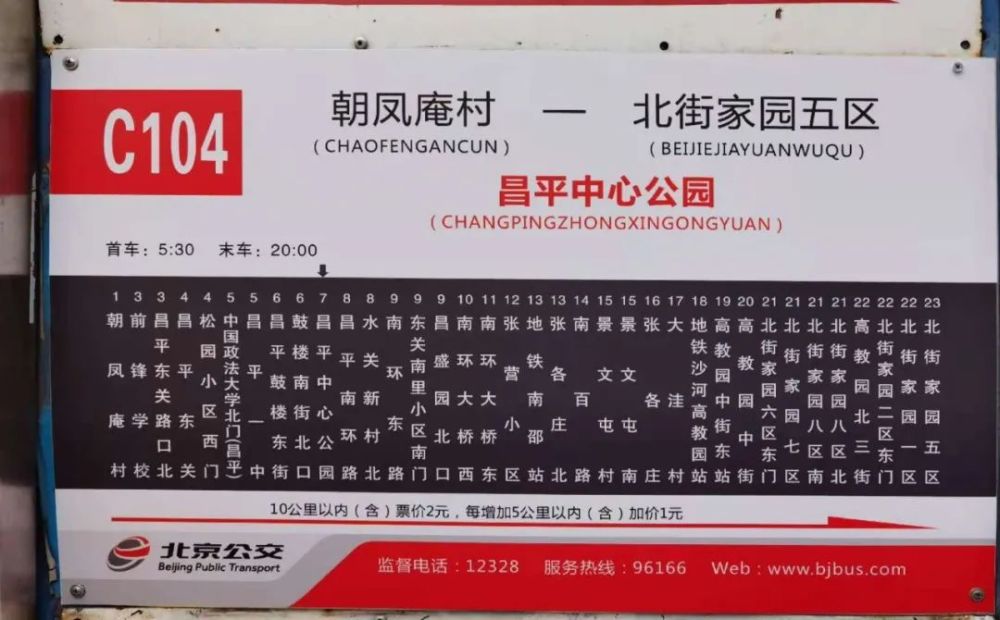 C104
朝凤庵村 — 北街家园五区
(CHAOFENGANCUN) (BEIJIEJIAYUANWUQU)
昌平中心公园
(CHANGPINGZHONGXINGONGYUAN)
首车：5:30 末车：20:00
1 朝凤庵村
3 前锋学校
3 昌平东关路口北
4 昌平东关
4 松园小区西门
5 中国政法大学北门(昌平)
5 昌平一中
6 昌平鼓楼东街
6 鼓楼南街北口
7 昌平中心公园
8 昌平南环路
8 水关新村北
9 南环东路
9 东关南里小区南门
9 昌盛园北口
10 南环大桥西
11 南环大桥东
12 张营小区
13 地铁南邵站
13 张各庄北
14 南百路
15 景文屯村
15 景文屯南
16 张各庄
17 大洼村
18 地铁沙河高教园站
19 高教园中街东站
20 高教园中街
21 北街家园六区东门
21 北街家园七区
21 北街家园八区南
21 北街家园八区北
22 高教园北三街
22 北街家园二区东门
22 北街家园一区
23 北街家园五区
10公里以内（含）票价2元，每增加5公里以内（含）加价1元
北京公交
Beijing Public Transport
监督电话：12328 服务热线：96166 Web：www.bjbus.com